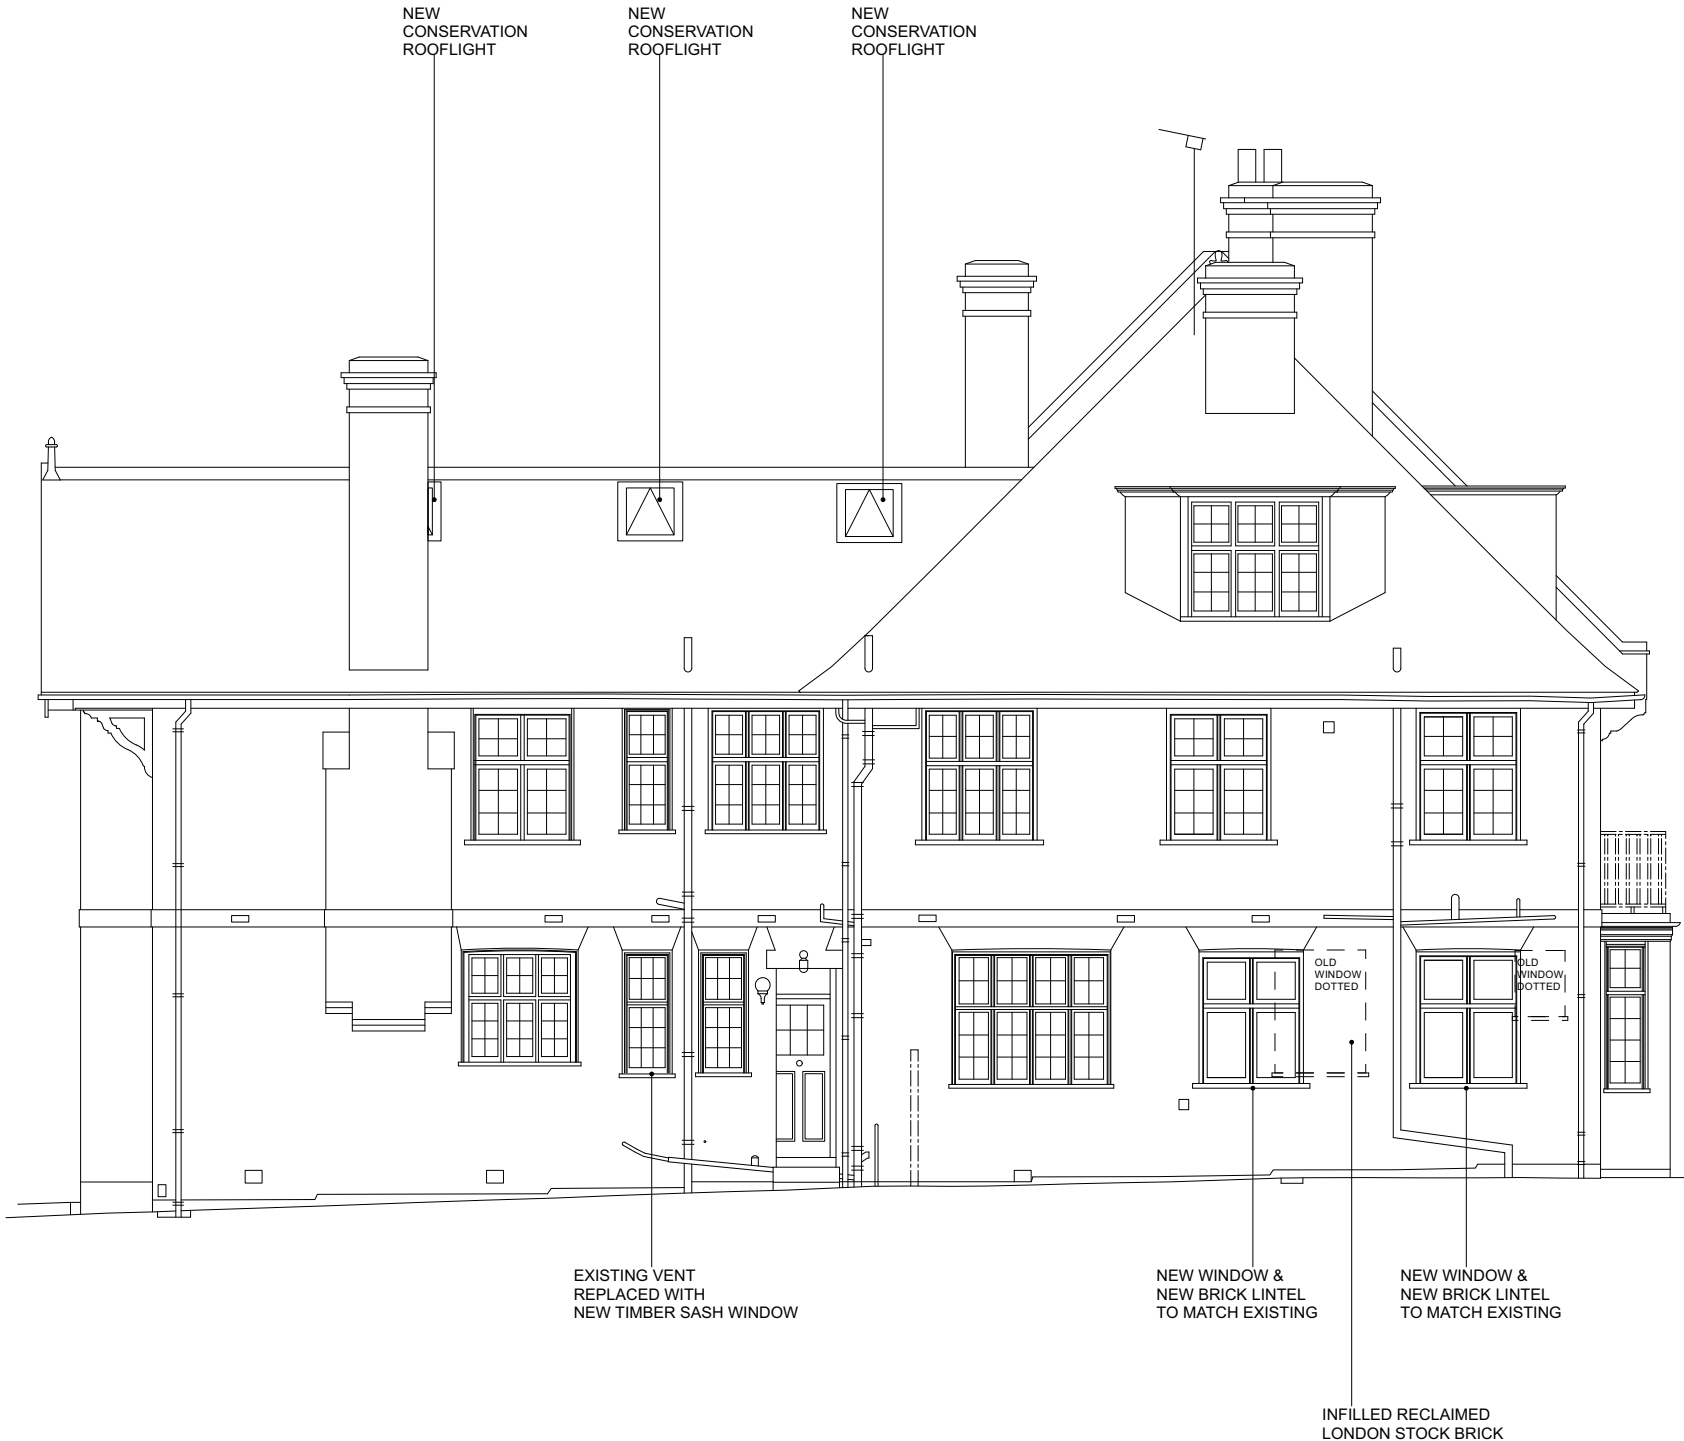 NEW
CONSERVATION
ROOFLIGHT
NEW
CONSERVATION
ROOFLIGHT
NEW
CONSERVATION
ROOFLIGHT
OLD
WINDOW
DOTTED
OLD
WINDOW
DOTTED
EXISTING VENT
REPLACED WITH
NEW TIMBER SASH WINDOW
NEW WINDOW &
NEW BRICK LINTEL
TO MATCH EXISTING
NEW WINDOW &
NEW BRICK LINTEL
TO MATCH EXISTING
INFILLED RECLAIMED
LONDON STOCK BRICK